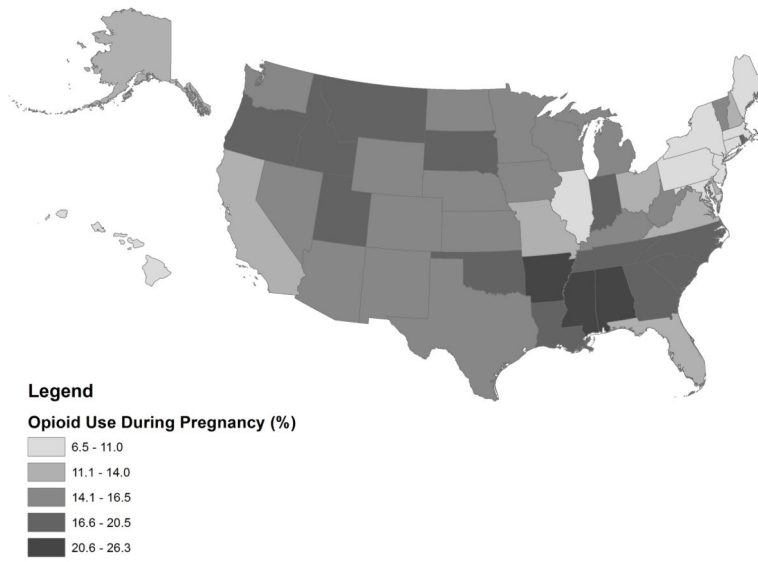 Legend
Opioid Use During Pregnancy (%)
6.5 - 11.0
11.1 - 14.0
14.1 - 16.5
16.6 - 20.5
20.6 - 26.3